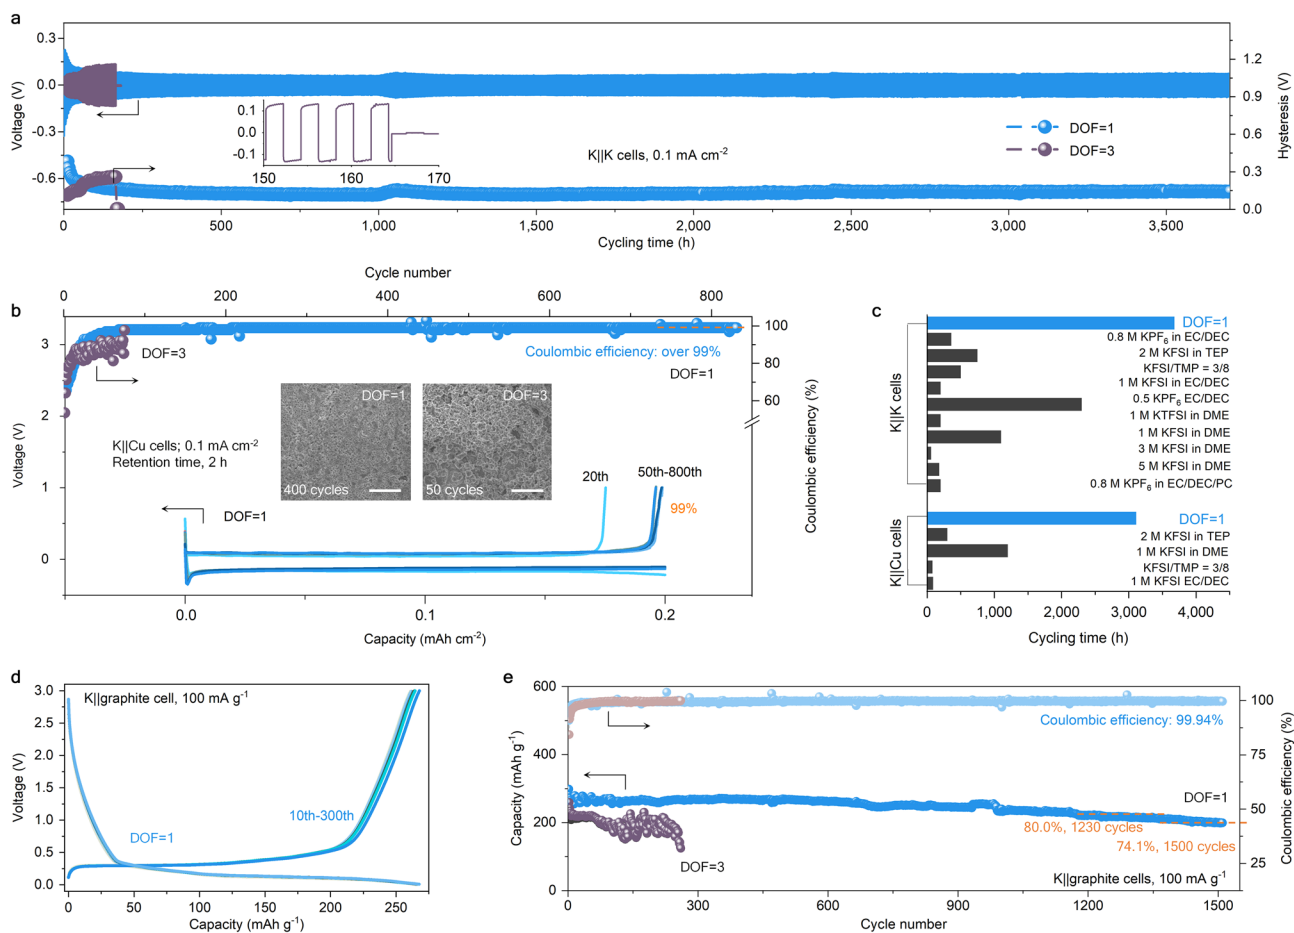 a
0.3
0.0
-0.3
-0.6
Voltage (V)
0.1
0.0
-0.1
150
160
170
K||K cells, 0.1 mA cm⁻²
DOF=1
DOF=3
1.2
0.9
0.6
0.3
0.0
Hysteresis (V)
0
500
1,000
1,500
2,000
2,500
3,000
3,500
Cycling time (h)
b
Cycle number
0
200
400
600
800
3
2
1
0
Voltage (V)
DOF=3
Coulombic efficiency: over 99%
DOF=1
K||Cu cells; 0.1 mA cm⁻²
Retention time, 2 h
DOF=1
400 cycles
DOF=3
50 cycles
20th
50th-800th
99%
DOF=1
100
90
80
70
60
Coulombic efficiency (%)
0.0
0.1
0.2
Capacity (mAh cm⁻²)
c
K||K cells
DOF=1
0.8 M KPF₆ in EC/DEC
2 M KFSI in TEP
KFSI/TMP = 3/8
1 M KFSI in EC/DEC
0.5 KPF₆ EC/DEC
1 M KTFSI in DME
1 M KFSI in DME
3 M KFSI in DME
5 M KFSI in DME
0.8 M KPF₆ in EC/DEC/PC
K||Cu cells
DOF=1
2 M KFSI in TEP
1 M KFSI in DME
KFSI/TMP = 3/8
1 M KFSI EC/DEC
0
1,000
2,000
3,000
4,000
Cycling time (h)
d
K||graphite cell, 100 mA g⁻¹
3.0
2.5
2.0
1.5
1.0
0.5
0.0
Voltage (V)
DOF=1
10th-300th
0
50
100
150
200
250
Capacity (mAh g⁻¹)
e
600
400
200
0
Capacity (mAh g⁻¹)
Coulombic efficiency: 99.94%
DOF=1
80.0%, 1230 cycles
74.1%, 1500 cycles
DOF=3
K||graphite cells, 100 mA g⁻¹
100
75
50
25
Coulombic efficiency (%)
0
300
600
900
1200
1500
Cycle number